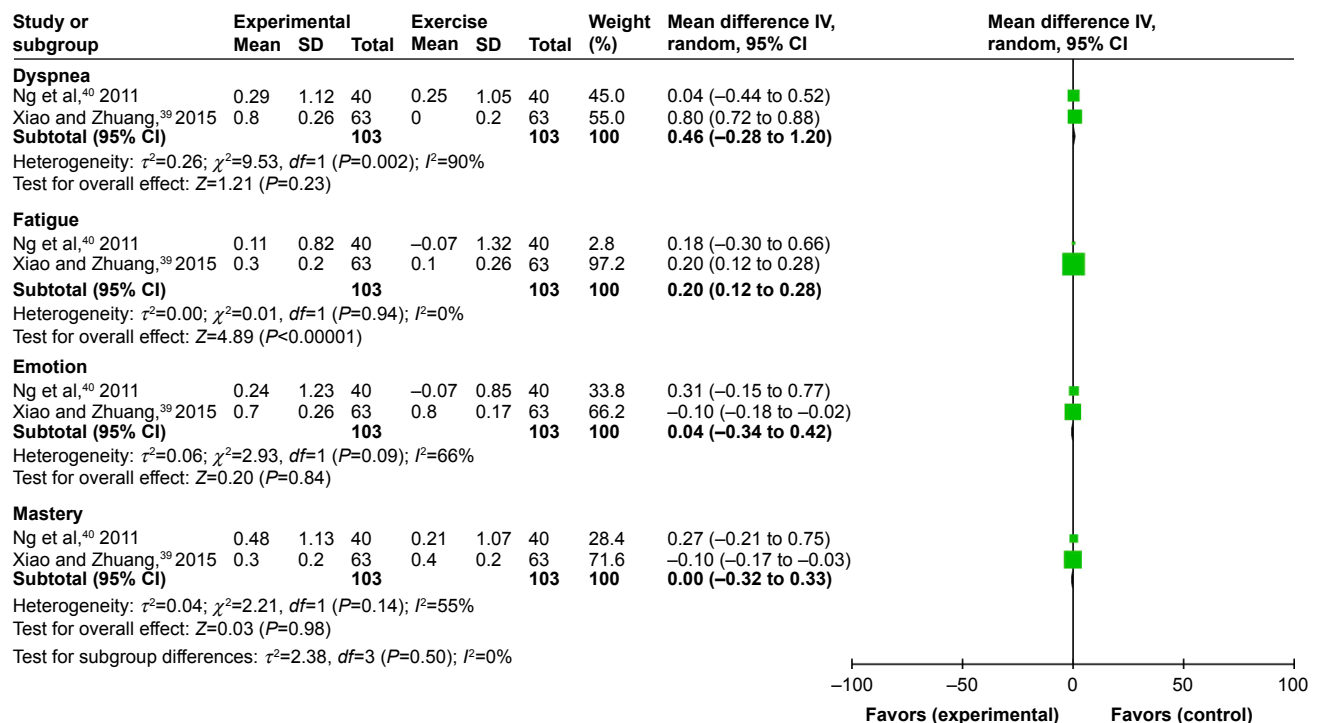 Study or subgroup Experimental Exercise Weight (%) Mean difference IV, random, 95% CI Mean difference IV, random, 95% CI
Mean SD Total Mean SD Total
Dyspnea
Ng et al,⁴⁰ 2011 0.29 1.12 40 0.25 1.05 40 45.0 0.04 (–0.44 to 0.52)
Xiao and Zhuang,³⁹ 2015 0.8 0.26 63 0 0.2 63 55.0 0.80 (0.72 to 0.88)
Subtotal (95% CI) 103 103 100 0.46 (–0.28 to 1.20)
Heterogeneity: τ²=0.26; χ²=9.53, df=1 (P=0.002); I²=90%
Test for overall effect: Z=1.21 (P=0.23)
Fatigue
Ng et al,⁴⁰ 2011 0.11 0.82 40 –0.07 1.32 40 2.8 0.18 (–0.30 to 0.66)
Xiao and Zhuang,³⁹ 2015 0.3 0.2 63 0.1 0.26 63 97.2 0.20 (0.12 to 0.28)
Subtotal (95% CI) 103 103 100 0.20 (0.12 to 0.28)
Heterogeneity: τ²=0.00; χ²=0.01, df=1 (P=0.94); I²=0%
Test for overall effect: Z=4.89 (P<0.00001)
Emotion
Ng et al,⁴⁰ 2011 0.24 1.23 40 –0.07 0.85 40 33.8 0.31 (–0.15 to 0.77)
Xiao and Zhuang,³⁹ 2015 0.7 0.26 63 0.8 0.17 63 66.2 –0.10 (–0.18 to –0.02)
Subtotal (95% CI) 103 103 100 0.04 (–0.34 to 0.42)
Heterogeneity: τ²=0.06; χ²=2.93, df=1 (P=0.09); I²=66%
Test for overall effect: Z=0.20 (P=0.84)
Mastery
Ng et al,⁴⁰ 2011 0.48 1.13 40 0.21 1.07 40 28.4 0.27 (–0.21 to 0.75)
Xiao and Zhuang,³⁹ 2015 0.3 0.2 63 0.4 0.2 63 71.6 –0.10 (–0.17 to –0.03)
Subtotal (95% CI) 103 103 100 0.00 (–0.32 to 0.33)
Heterogeneity: τ²=0.04; χ²=2.21, df=1 (P=0.14); I²=55%
Test for overall effect: Z=0.03 (P=0.98)
Test for subgroup differences: τ²=2.38, df=3 (P=0.50); I²=0%
–100 –50 0 50 100
Favors (experimental) Favors (control)